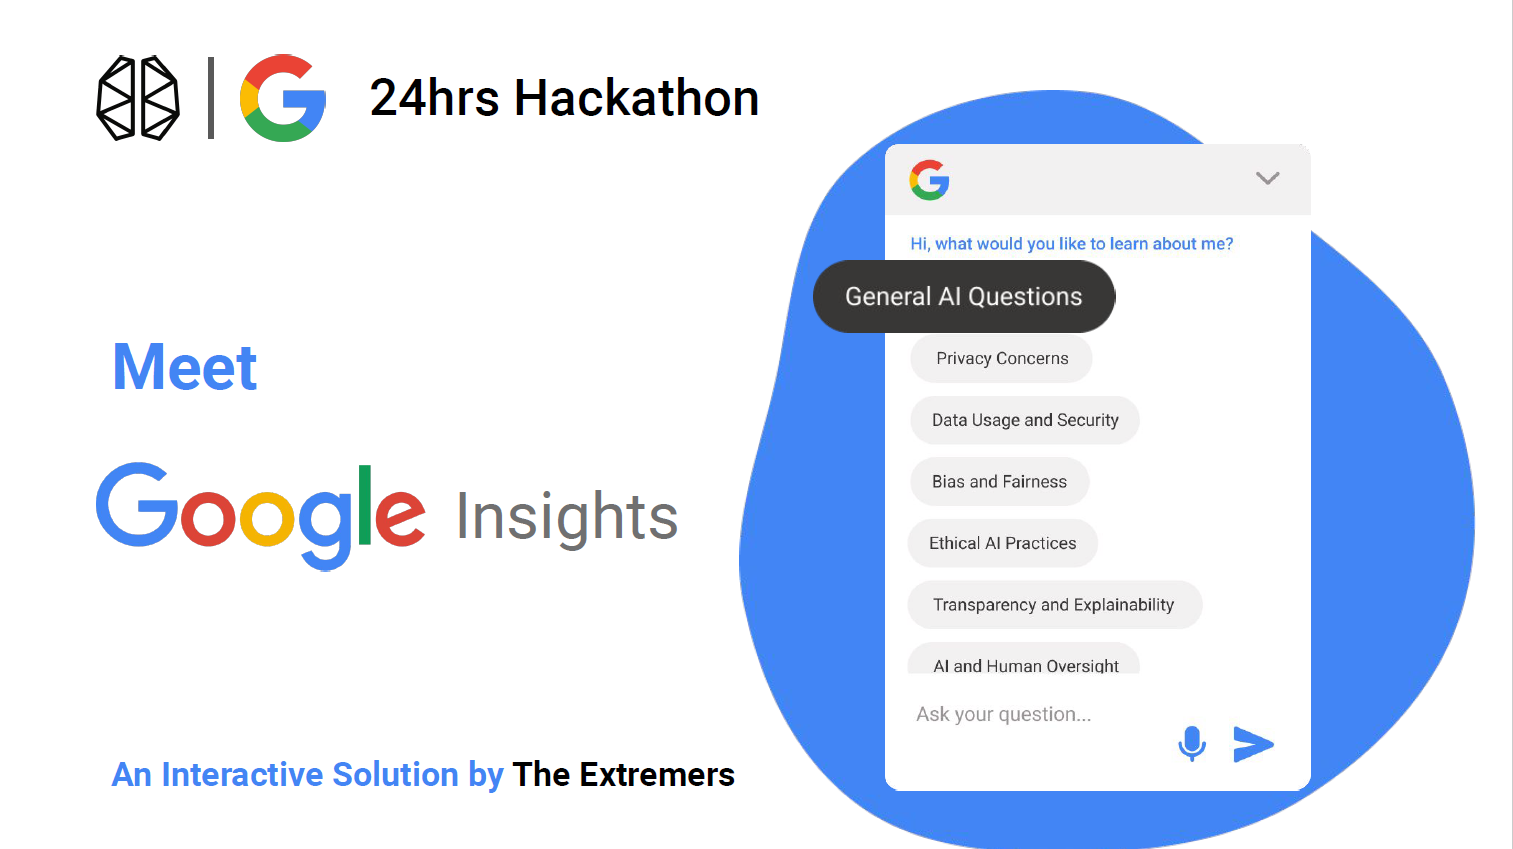 24hrs Hackathon
Meet
Google Insights
An Interactive Solution by The Extremers
Hi, what would you like to learn about me?
General AI Questions
Privacy Concerns
Data Usage and Security
Bias and Fairness
Ethical AI Practices
Transparency and Explainability
AI and Human Oversight
Ask your question...